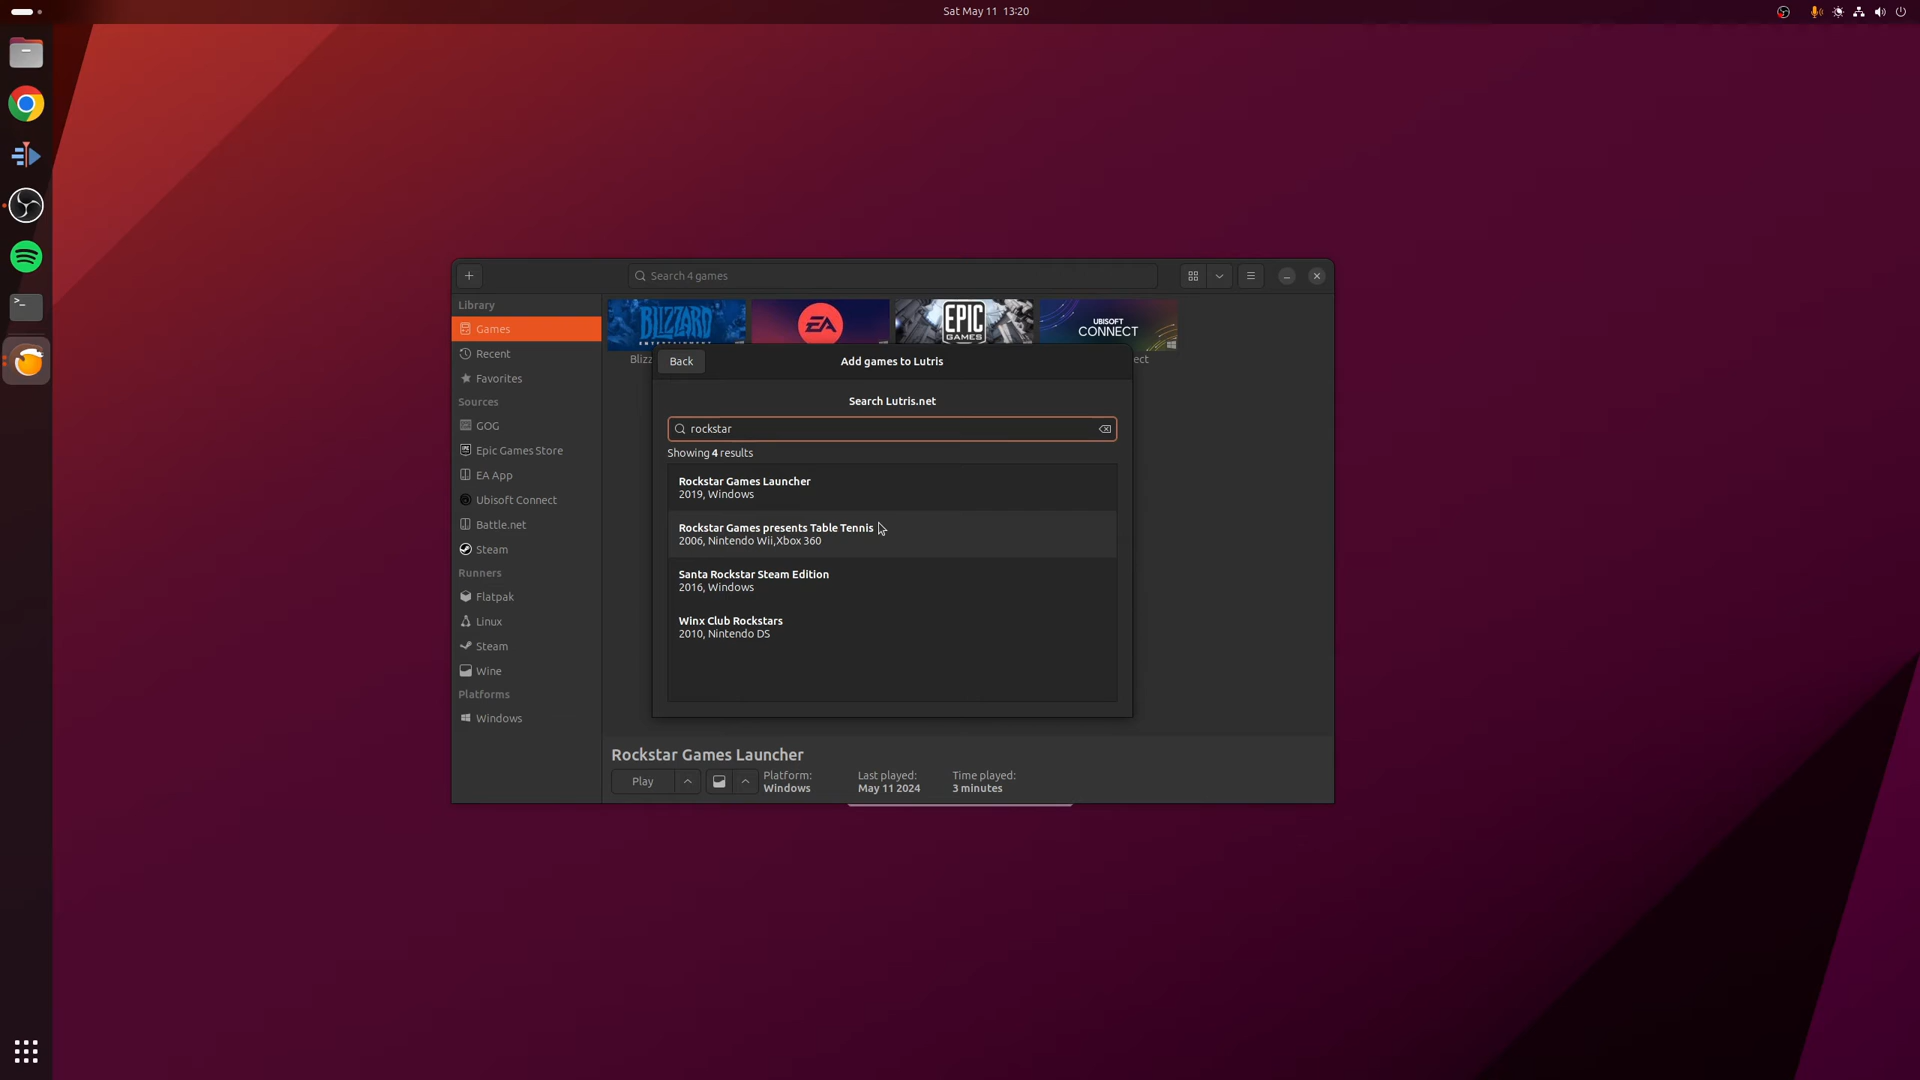 Sat May 11 13:20
Search 4 games
Library
Games
Recent
Favorites
Sources
GOG
Epic Games Store
EA App
Ubisoft Connect
Battle.net
Steam
Runners
Flatpak
Linux
Steam
Wine
Platforms
Windows
BLIZZARD
ENTERTAINMENT
EA
EPIC
GAMES
UBISOFT
CONNECT
Blizz
ect
Back
Add games to Lutris
Search Lutris.net
rockstar
Showing 4 results
Rockstar Games Launcher
2019, Windows
Rockstar Games presents Table Tennis
2006, Nintendo Wii,Xbox 360
Santa Rockstar Steam Edition
2016, Windows
Winx Club Rockstars
2010, Nintendo DS
Rockstar Games Launcher
Play
Platform:
Windows
Last played:
May 11 2024
Time played:
3 minutes